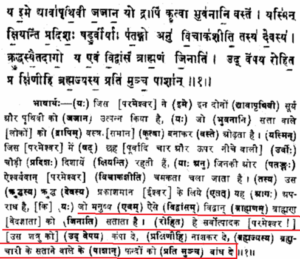 य इमे द्यावापृथिवी जजान यो द्रापिं कृत्वा भुवनानि वस्ते । यस्मिन्
क्षियन्ति प्रदिशः षडुर्वीर्याः पतङ्गो अनु विचाकशीति तस्य देवस्य ।
क्रुद्धस्यैतदागो य एवं विद्वांसं ब्राह्मणं जिनाति । उद् वेपय रोहित
प्र क्षिणीहि ब्रह्मज्यस्य प्रति मुञ्च पाशान् ॥१॥
भाषार्थः—(यः) जिस [परमेश्वर] ने (इमे) इन दोनों (द्यावापृथिवी) सूर्य
और पृथिवी को (जजान) उत्पन्न किया है, (यः) जो (भुवनानि) सत्ता वाले
[लोकों] को (द्रापिम्) वस्त्र [समान] (कृत्वा) बनाकर (वस्ते) ओढ़ता है । (यस्मिन्)
जिस [परमेश्वर] में (षट्) छह [पूर्वादि चार और ऊपर नीचे वाली] (उर्वीः)
चौड़ी (प्रदिशः) दिशायें (क्षियन्ति) रहती हैं, (याः अनु) जिनकी ओर (पतङ्गः)
ऐश्वर्यवान् [परमेश्वर] (विचाकशीति) चमकता चला जाता है । (तस्य) उस
(क्रुद्धस्य) क्रुद्ध (देवस्य) प्रकाशमान [ईश्वर] के लिये (एतत्) यह (आगः) अप-
राध है, [कि] (यः) जो मनुष्य (एवम्) ऐसे (विद्वांसम्) विद्वान् (ब्राह्मणम्) ब्राह्मण
[वेदज्ञाता] को (जिनाति) सताता है । (रोहित) हे सर्वोत्पादक [परमेश्वर !]
[उस शत्रु को] (उद् वेपय) कंपा दे, (प्रक्षिणीहि) नाश कर दे, (ब्रह्मज्यस्य) ब्रह्म-
चारी के सताने वाले के (पाशान्) फन्दों को (प्रति मुञ्च) बांध दे ॥१॥